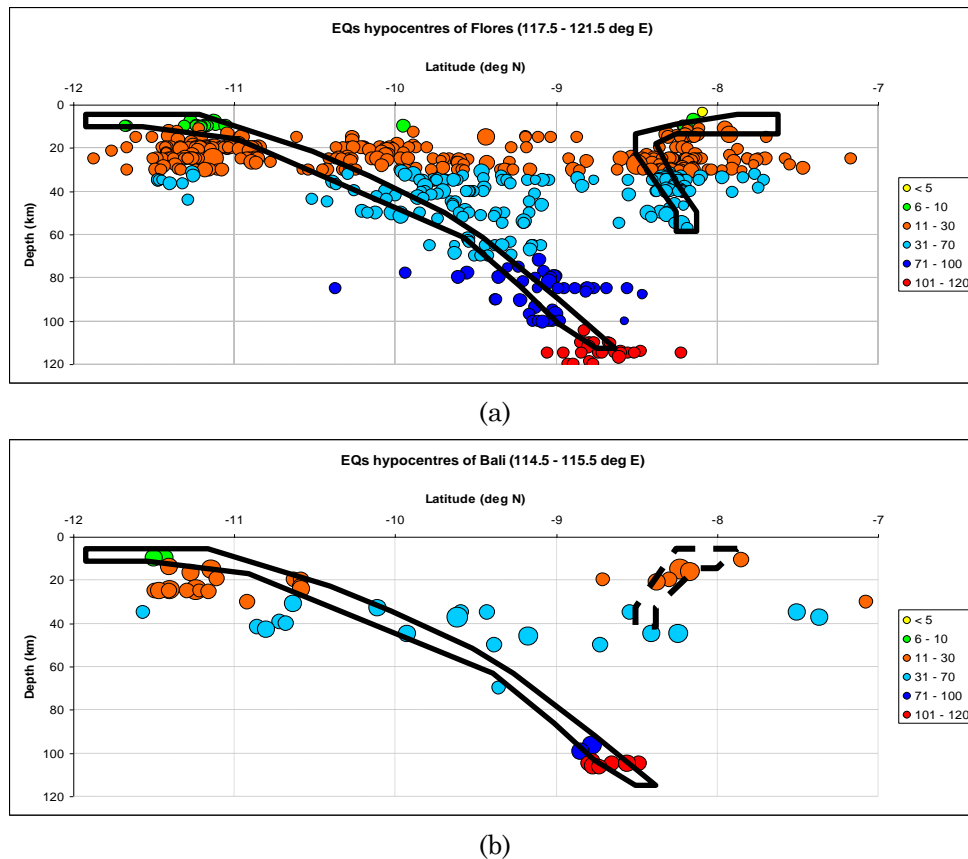 EQs hypocentres of Flores (117.5 - 121.5 deg E)
Latitude (deg N)
-12 -11 -10 -9 -8 -7
0
20
40
60
80
100
120
Depth (km)
< 5
6 - 10
11 - 30
31 - 70
71 - 100
101 - 120
(a)
EQs hypocentres of Bali (114.5 - 115.5 deg E)
Latitude (deg N)
-12 -11 -10 -9 -8 -7
0
20
40
60
80
100
120
Depth (km)
< 5
6 - 10
11 - 30
31 - 70
71 - 100
101 - 120
(b)